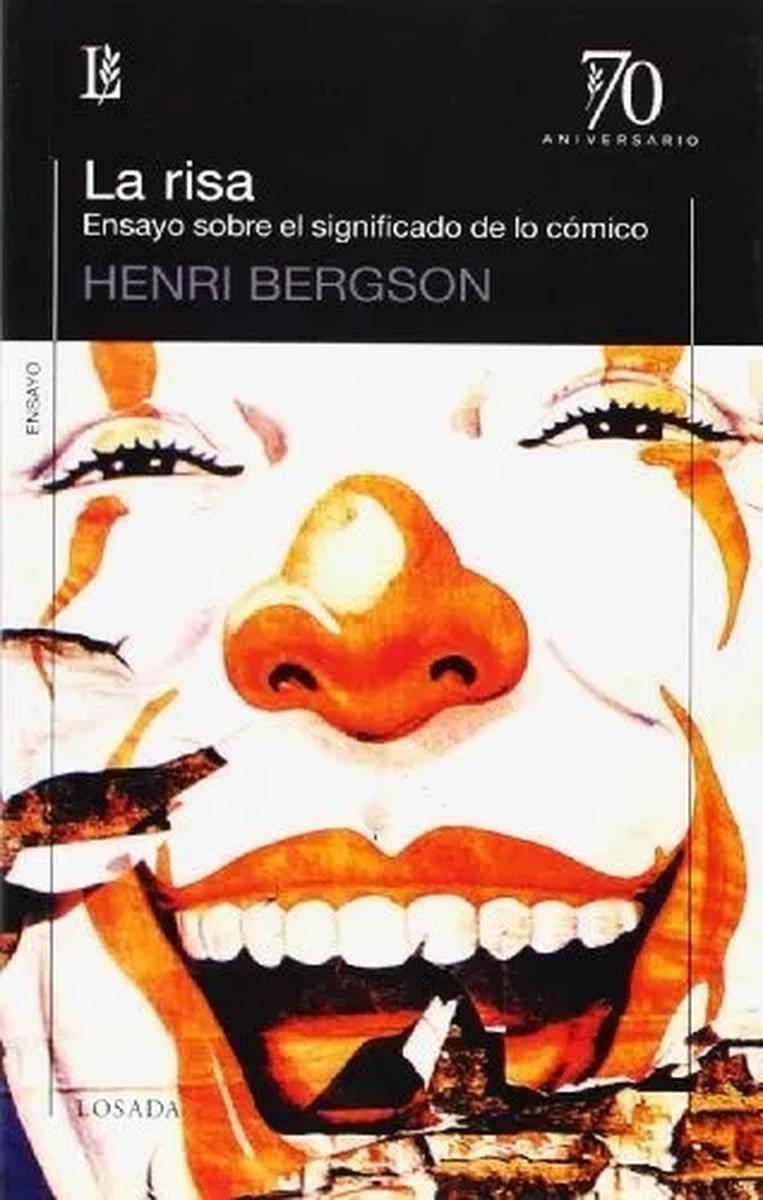 L
70
ANIVERSARIO
La risa
Ensayo sobre el significado de lo cómico
HENRI BERGSON
ENSAYO
LOSADA